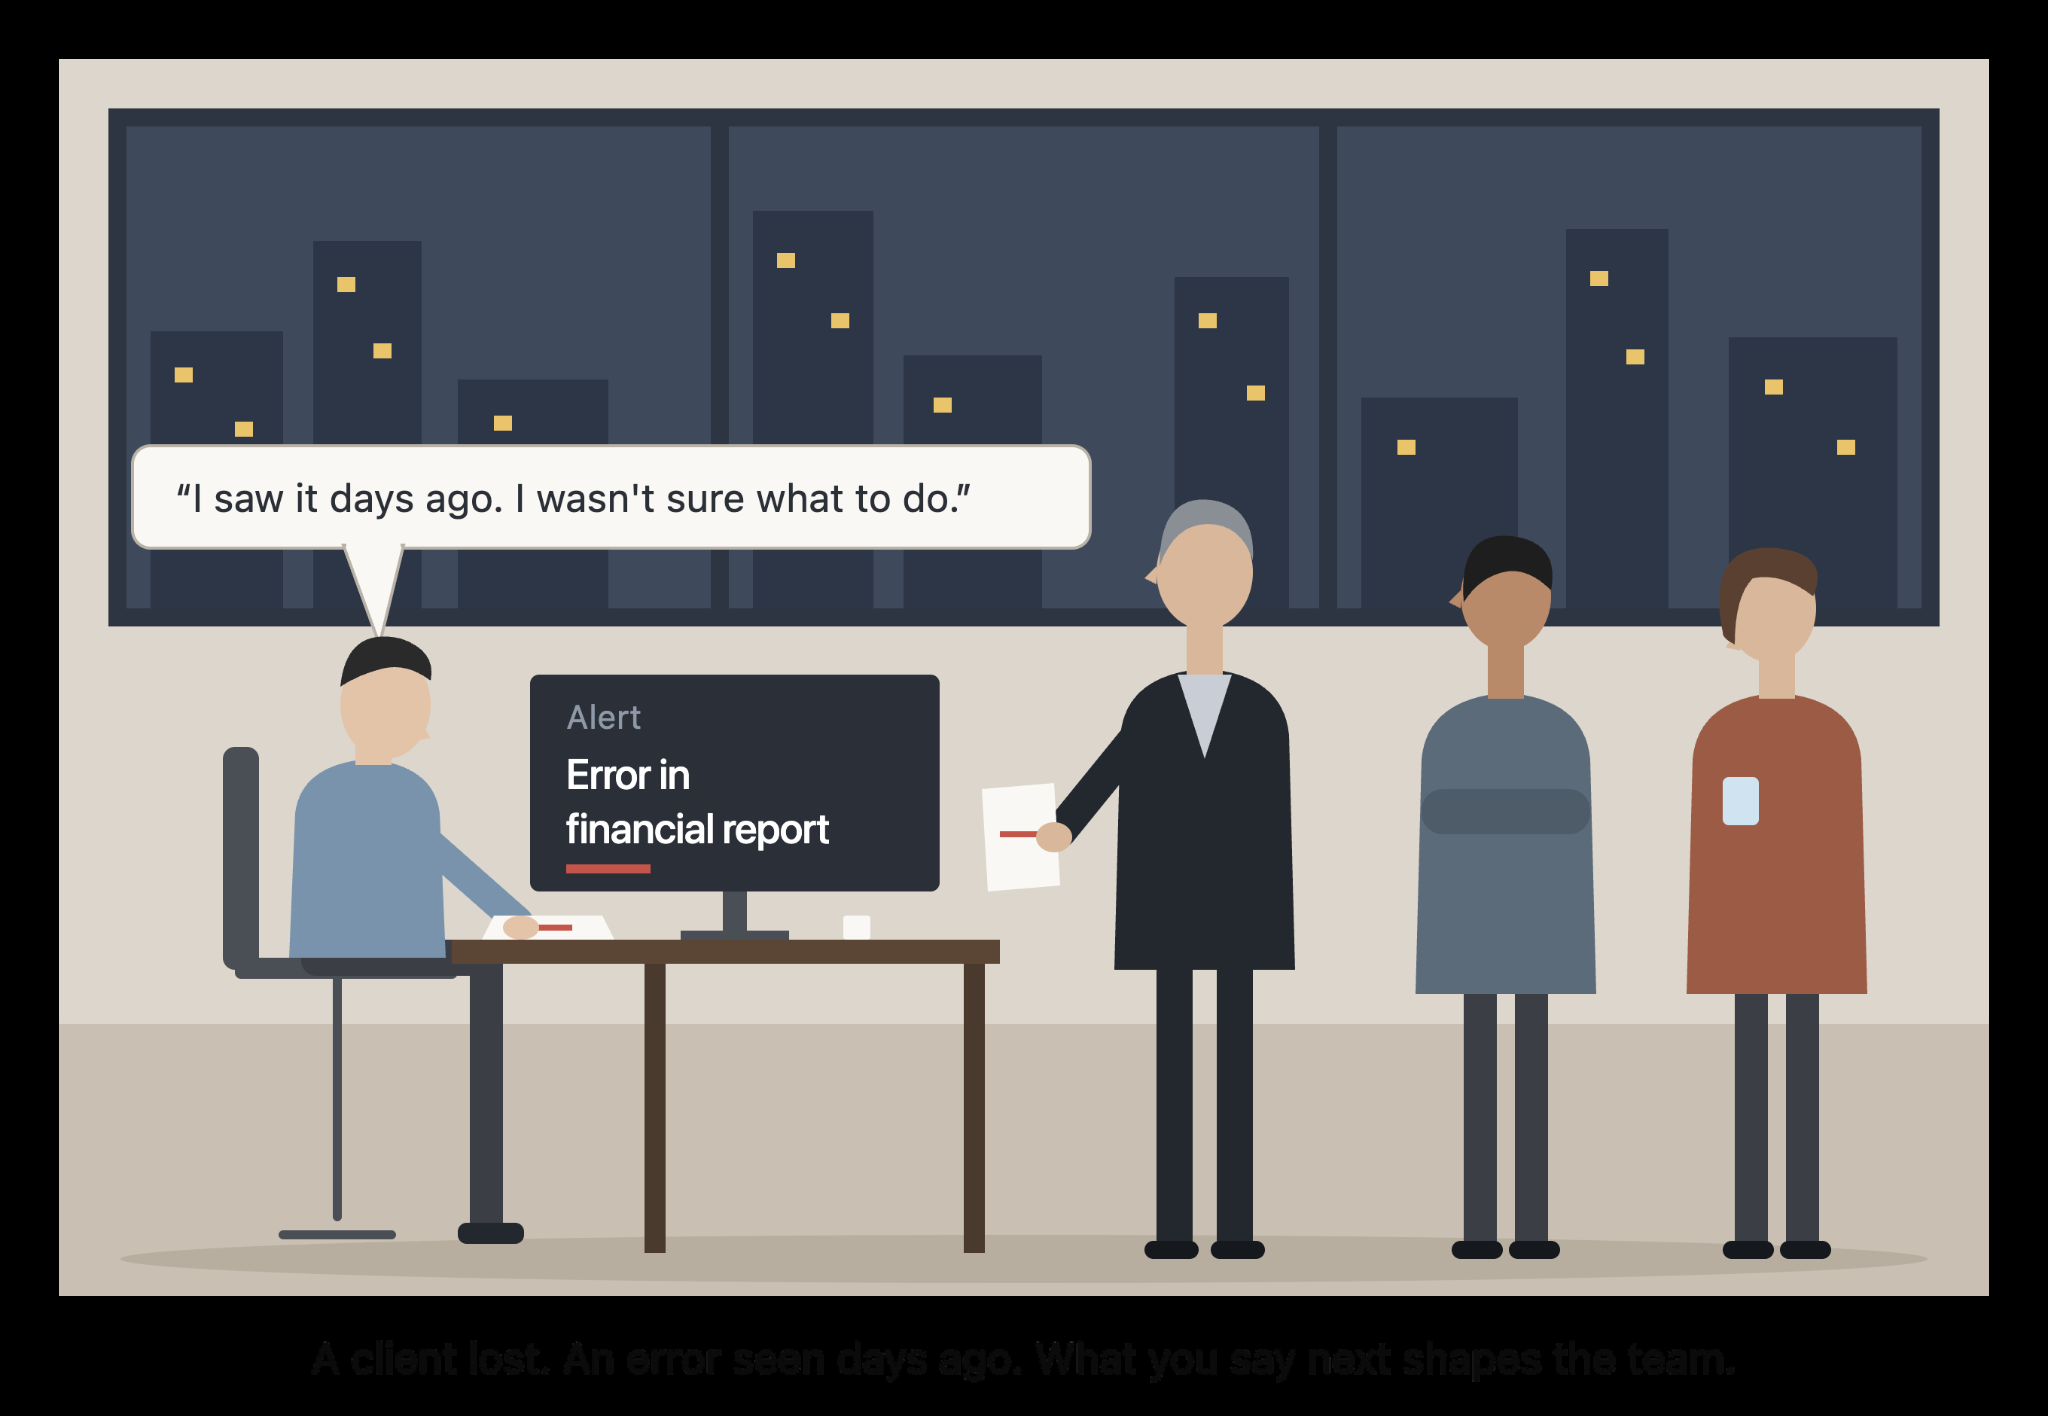 “I saw it days ago. I wasn't sure what to do.”
Alert
Error in
financial report
A client lost. An error seen days ago. What you say next shapes the team.